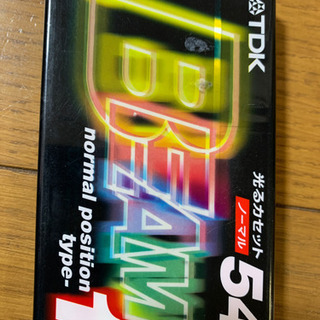 TDK
BEAM
光るカセット
ノーマル
54
normal position
type-